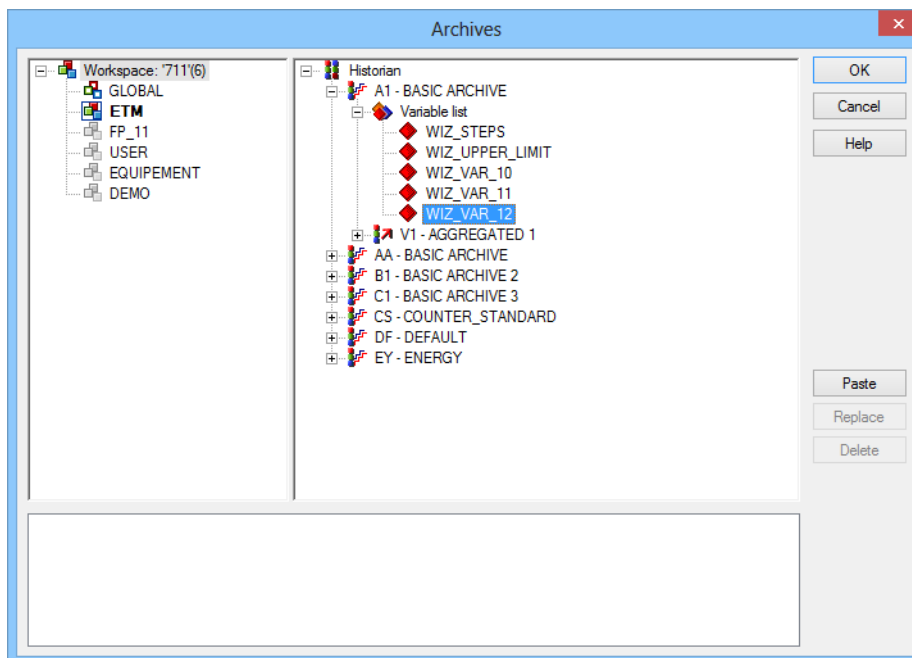 Archives
Workspace: '711'(6)
GLOBAL
ETM
FP_11
USER
EQUIPEMENT
DEMO
Historian
A1 - BASIC ARCHIVE
Variable list
WIZ_STEPS
WIZ_UPPER_LIMIT
WIZ_VAR_10
WIZ_VAR_11
WIZ_VAR_12
V1 - AGGREGATED 1
AA - BASIC ARCHIVE
B1 - BASIC ARCHIVE 2
C1 - BASIC ARCHIVE 3
CS - COUNTER_STANDARD
DF - DEFAULT
EY - ENERGY
OK
Cancel
Help
Paste
Replace
Delete